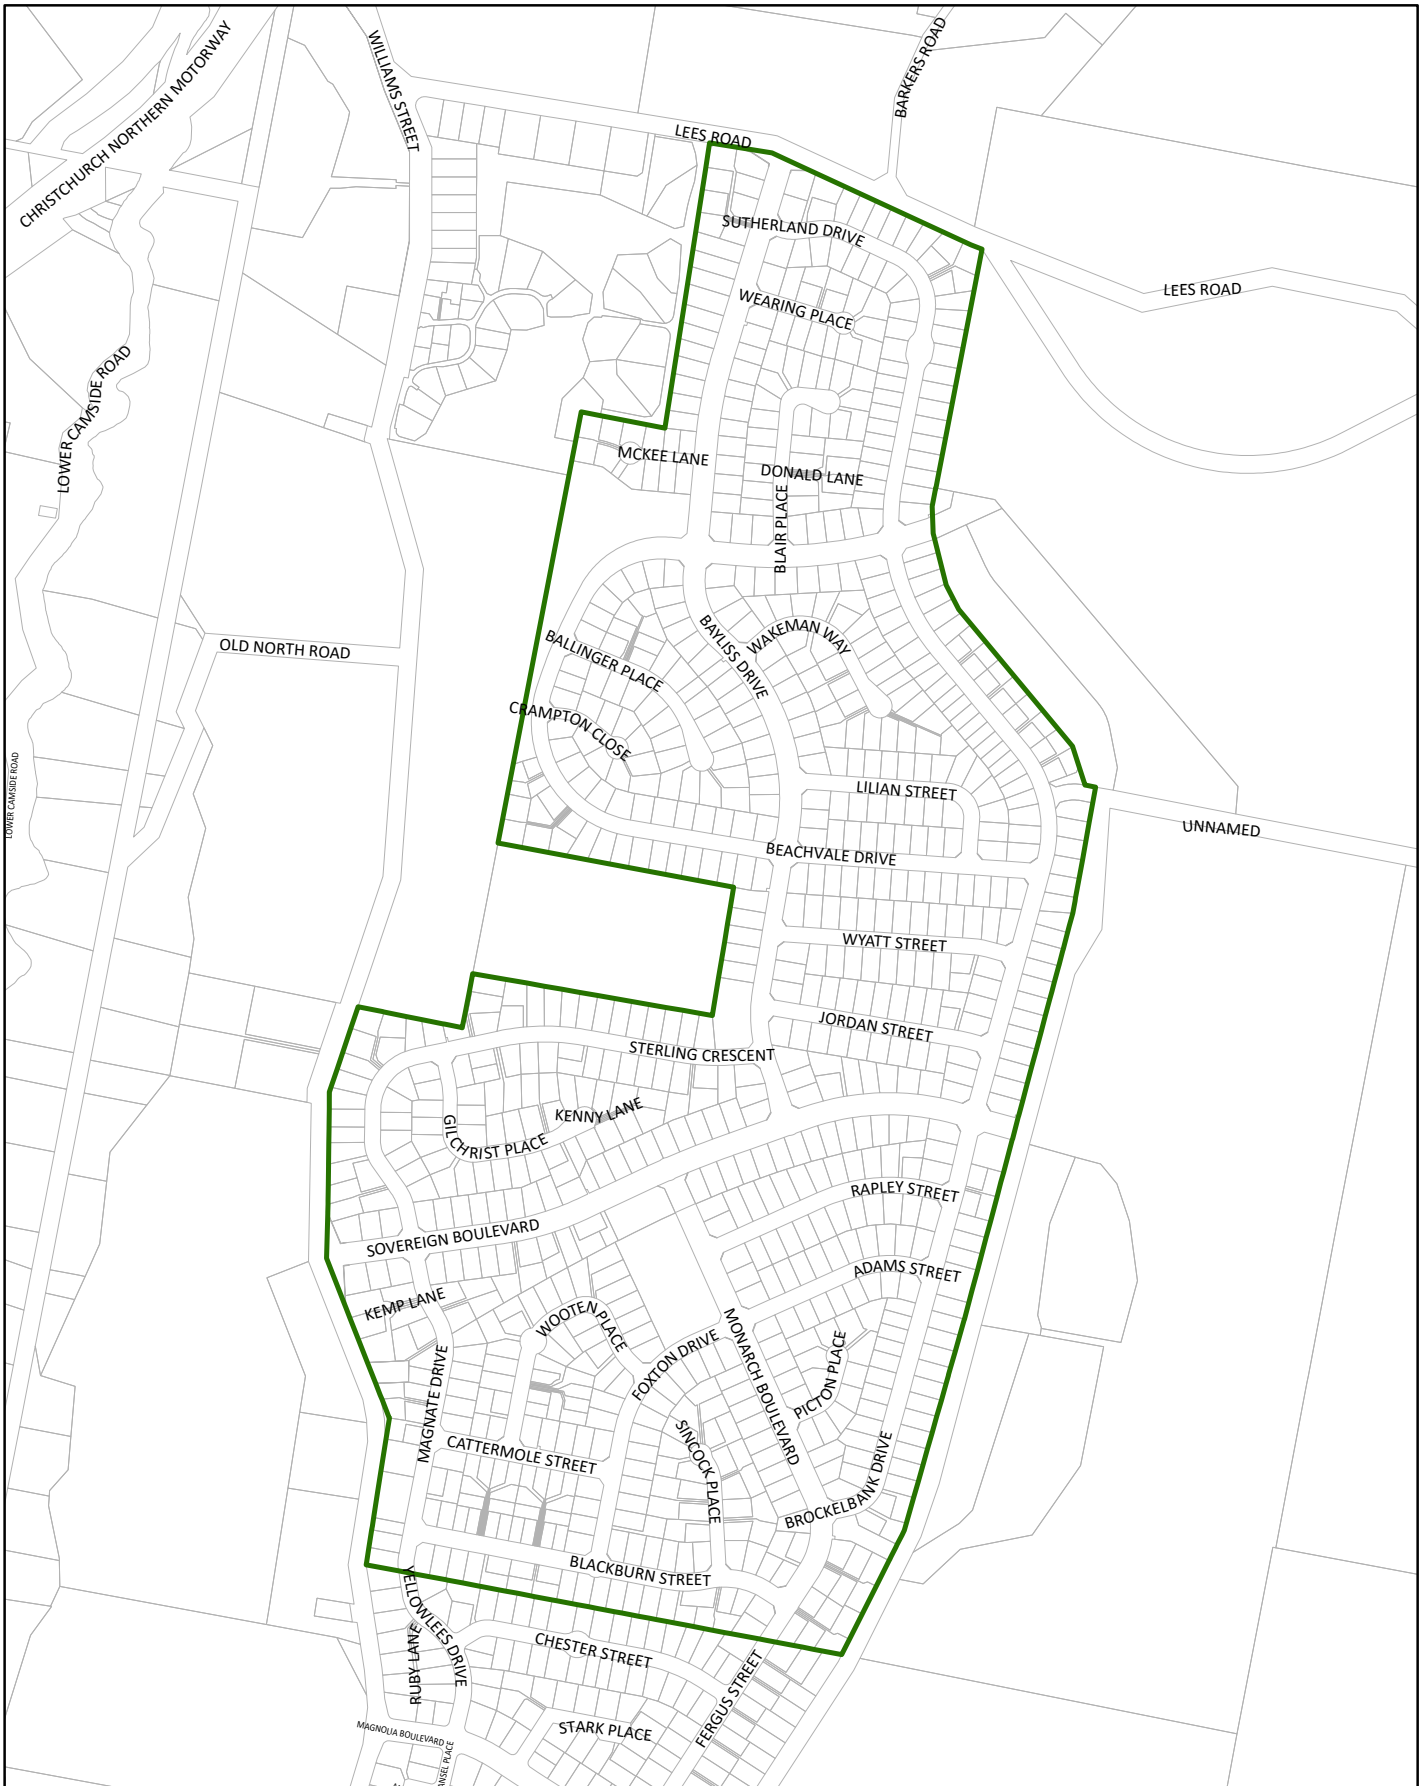 CHRISTCHURCH NORTHERN MOTORWAY
WILLIAMS STREET
BARKERS ROAD
LEES ROAD
SUTHERLAND DRIVE
LEES ROAD
WEARING PLACE
LOWER CAMSIDE ROAD
MCKEE LANE
DONALD LANE
BLAIR PLACE
OLD NORTH ROAD
BALLINGER PLACE
BAYLISS DRIVE
WAKEMAN WAY
CRAMPTON CLOSE
LOWER CAMSIDE ROAD
LILIAN STREET
UNNAMED
BEACHVALE DRIVE
WYATT STREET
JORDAN STREET
STERLING CRESCENT
KENNY LANE
GILCHRIST PLACE
RAPLEY STREET
SOVEREIGN BOULEVARD
ADAMS STREET
KEMP LANE
WOOTEN PLACE
FOXTON DRIVE
MONARCH BOULEVARD
PICTON PLACE
MAGNATE DRIVE
CATTERMOLE STREET
SINCOCK PLACE
BROCKELBANK DRIVE
BLACKBURN STREET
YELLOWLEES DRIVE
RUBY LANE
CHESTER STREET
FERGUS STREET
STARK PLACE
MAGNOLIA BOULEVARD
ANSEL PLACE